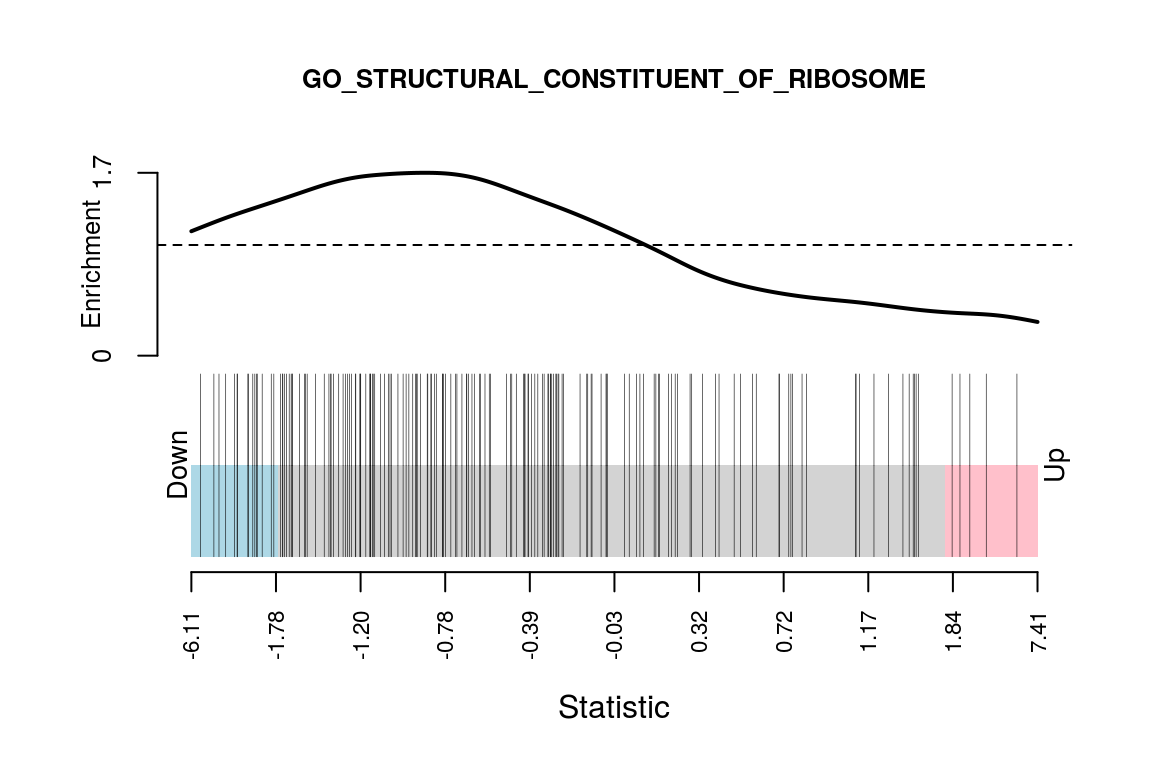 GO_STRUCTURAL_CONSTITUENT_OF_RIBOSOME
1.7
Enrichment
0
Down
Up
-6.11
-1.78
-1.20
-0.78
-0.39
-0.03
0.32
0.72
1.17
1.84
7.41
Statistic